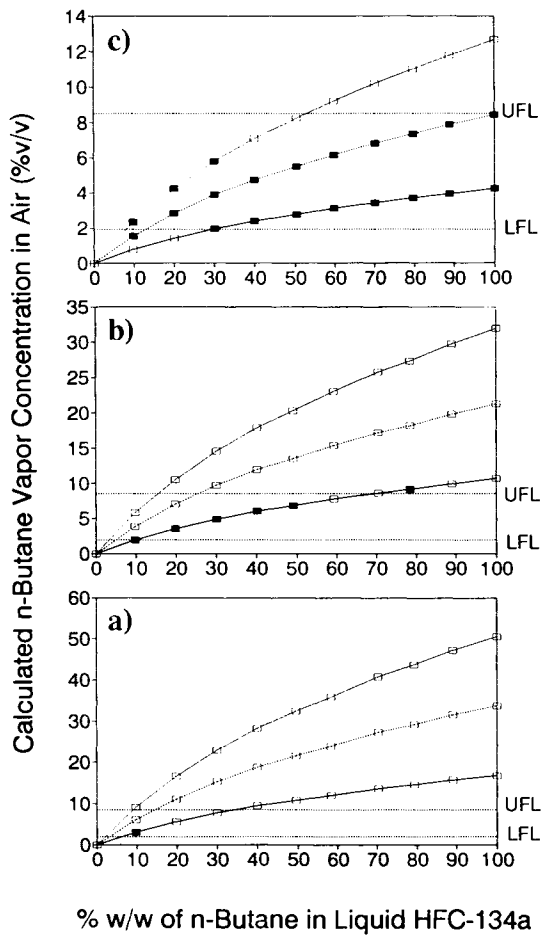 Calculated n-Butane Vapor Concentration in Air (%v/v)
c)
14
12
10
8
6
4
2
0
UFL
LFL
0 10 20 30 40 50 60 70 80 90 100
b)
35
30
25
20
15
10
5
0
UFL
LFL
0 10 20 30 40 50 60 70 80 90 100
a)
60
50
40
30
20
10
0
UFL
LFL
0 10 20 30 40 50 60 70 80 90 100
% w/w of n-Butane in Liquid HFC-134a